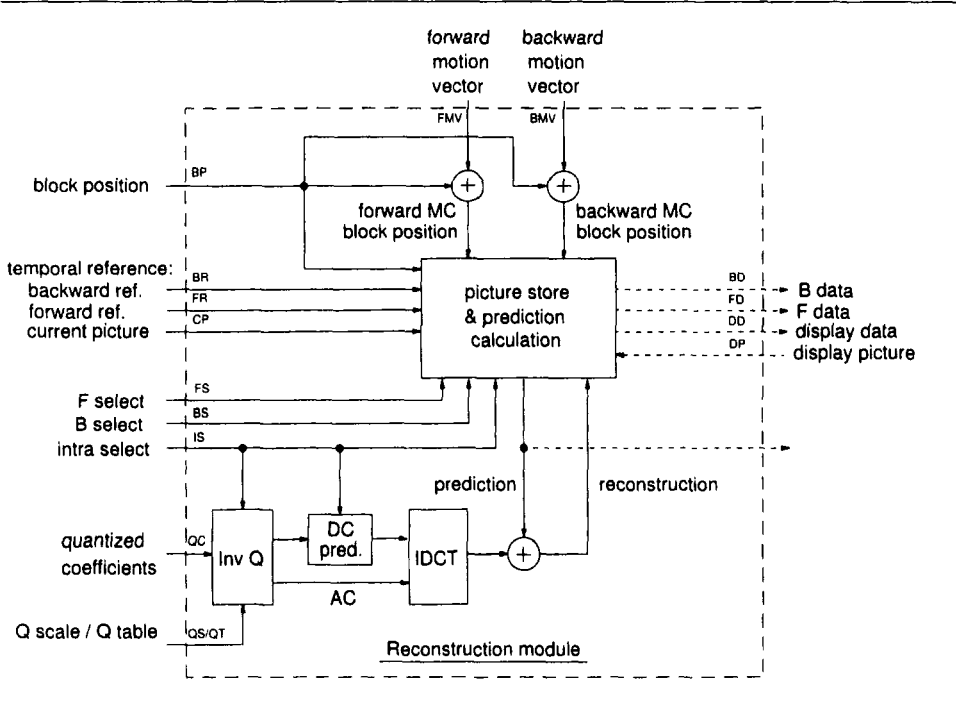 forward
motion
vector
backward
motion
vector
FMV
BMV
block position
BP
+
+
forward MC
block position
backward MC
block position
temporal reference:
backward ref.
forward ref.
current picture
BR
FR
CP
picture store
& prediction
calculation
BD
FD
DD
DP
B data
F data
display data
display picture
F select
B select
intra select
FS
BS
IS
prediction
reconstruction
quantized
coefficients
QC
Inv Q
DC
pred.
IDCT
+
AC
Q scale / Q table
QS/QT
Reconstruction module